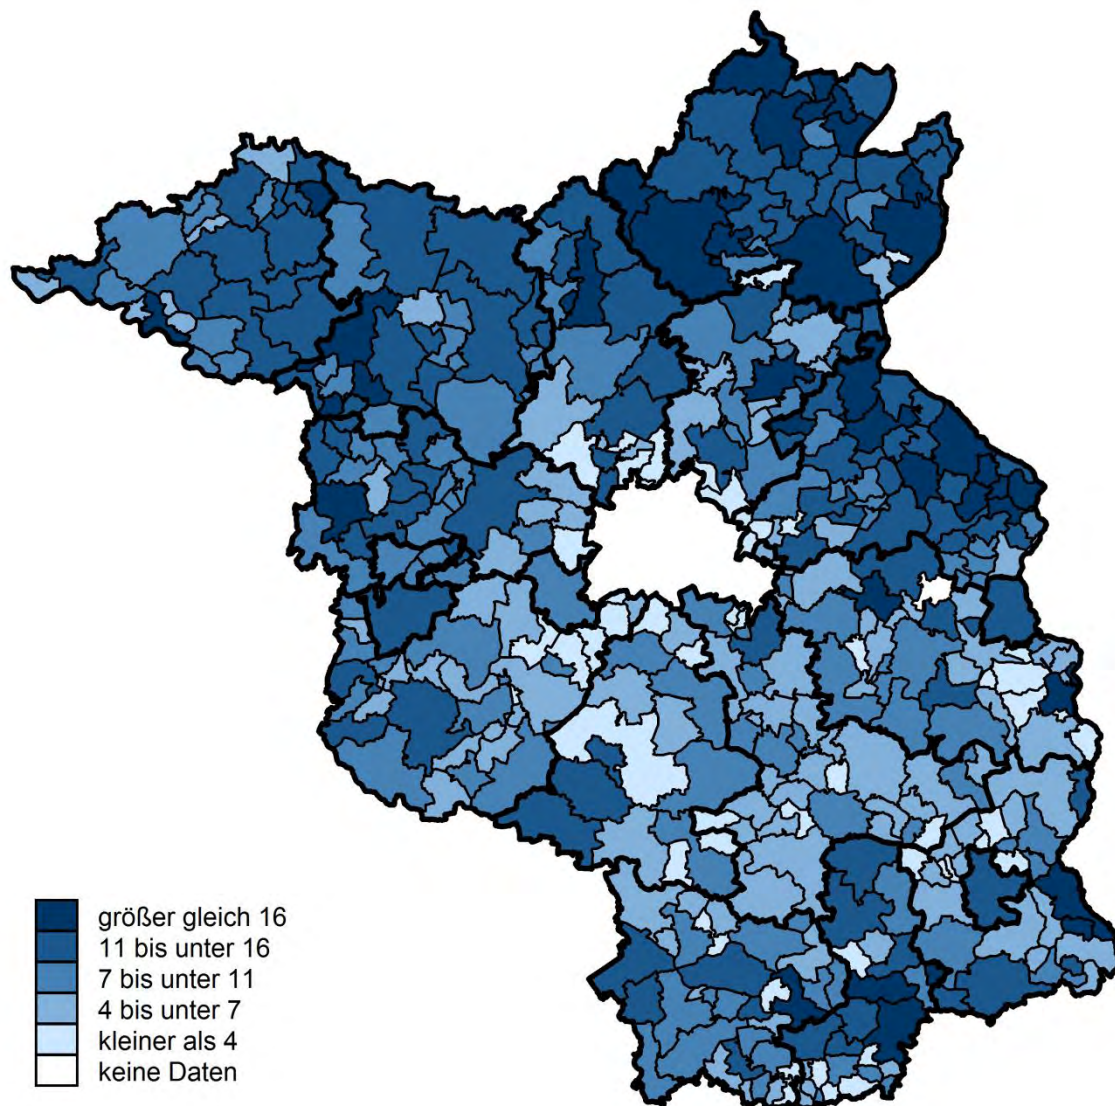 größer gleich 16
11 bis unter 16
7 bis unter 11
4 bis unter 7
kleiner als 4
keine Daten